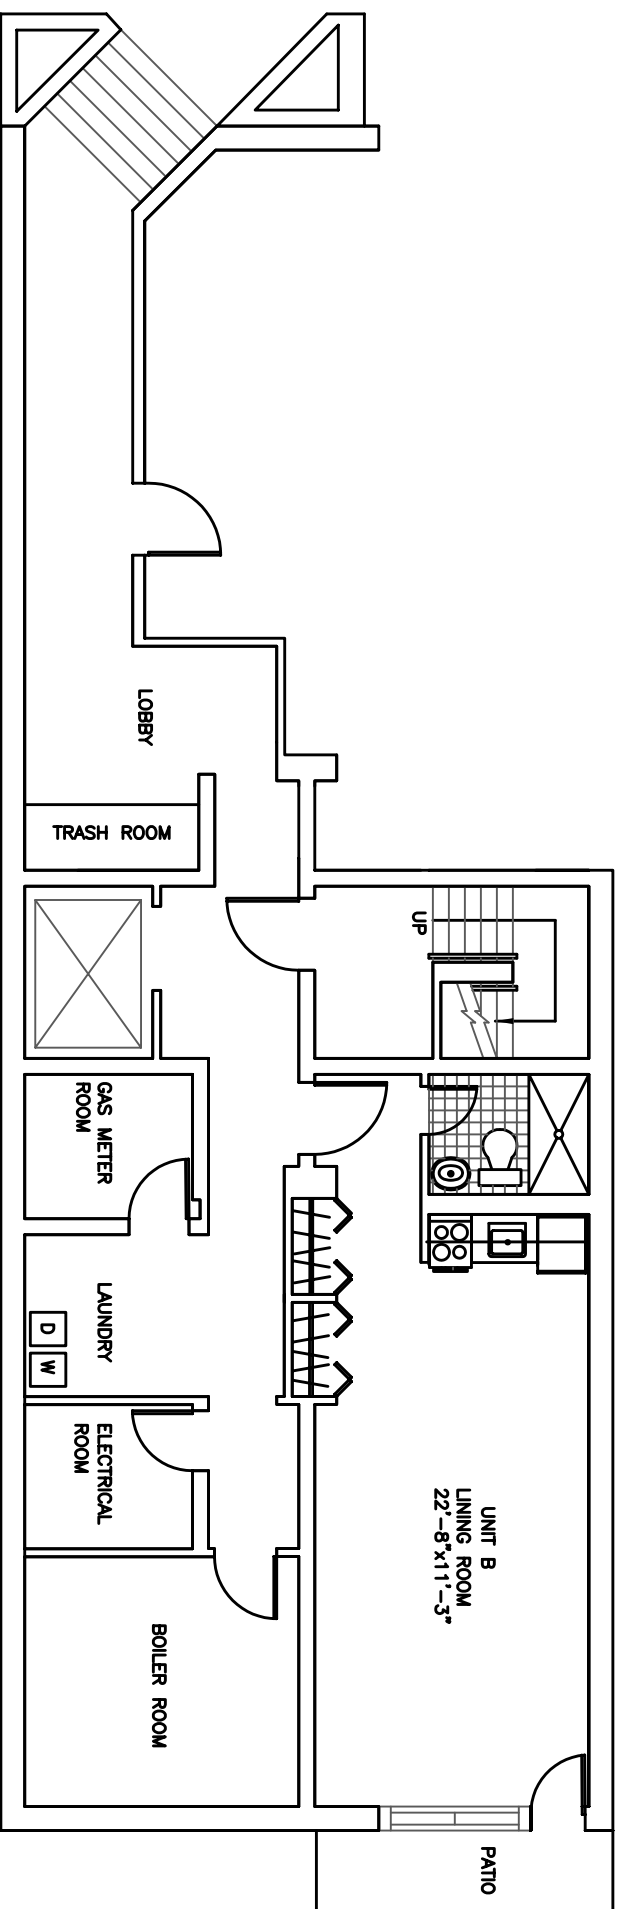 LOBBY
TRASH ROOM
UP
GAS METER
ROOM
LAUNDRY
D
W
ELECTRICAL
ROOM
UNIT B
LINING ROOM
22'-8"x11'-3"
BOILER ROOM
PATIO